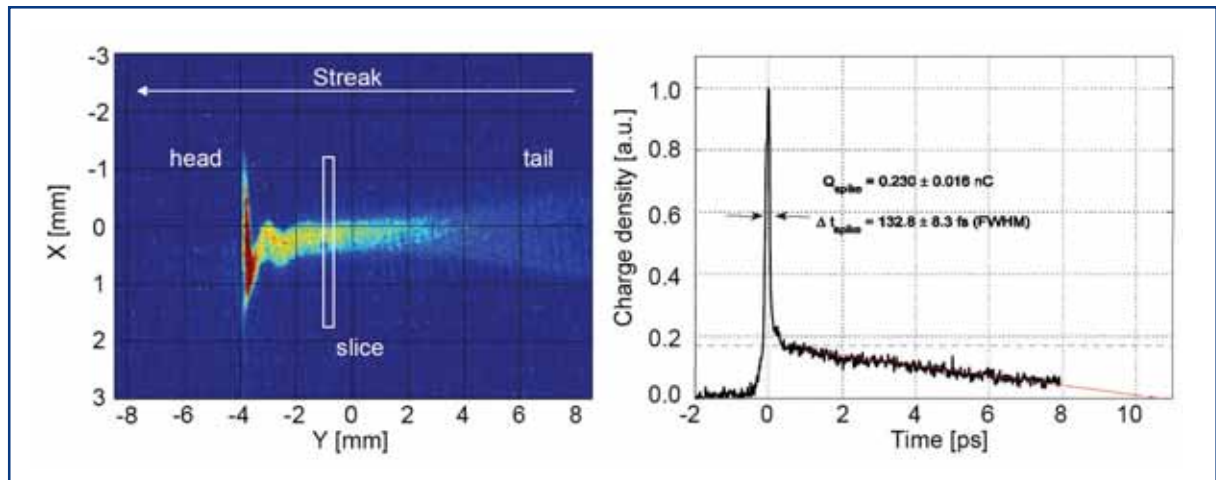 -3
-2
-1
0
1
2
3
X [mm]
Streak
head
tail
slice
-8 -6 -4 -2 0 2 4 6 8
Y [mm]
1.0
0.8
0.6
0.4
0.2
0.0
Charge density [a.u.]
Q_spike = 0.230 ± 0.016 nC
Δ t_spike = 132.8 ± 8.3 fs (FWHM)
-2 0 2 4 6 8 10
Time [ps]